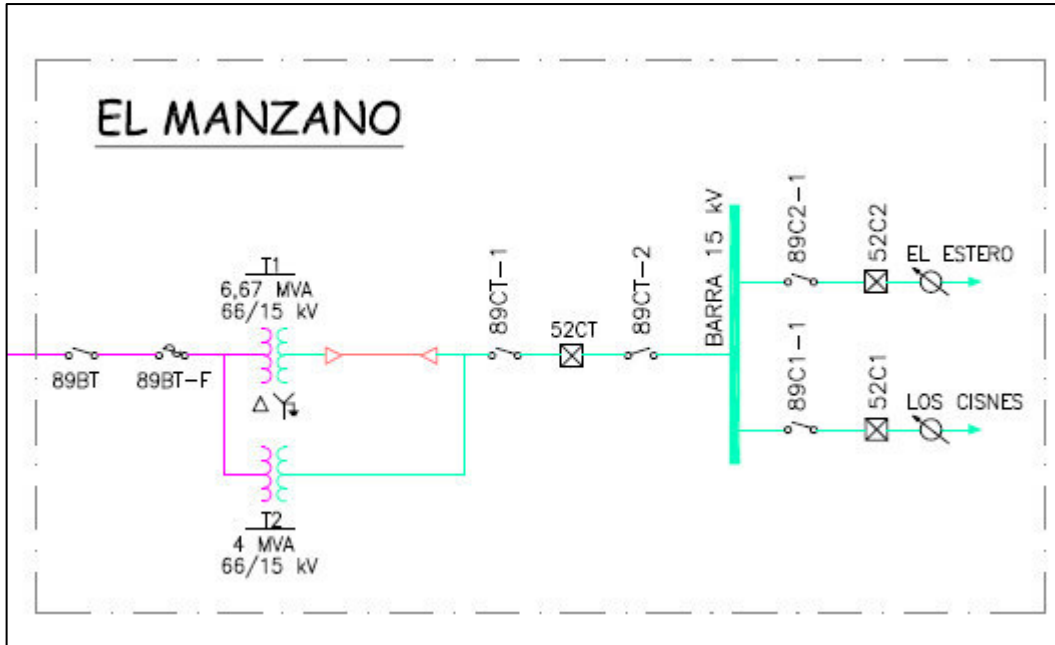 EL MANZANO
T1
6,67 MVA
66/15 kV
89BT
89BT-F
T2
4 MVA
66/15 kV
89CT-1
52CT
89CT-2
BARRA 15 kV
89C2-1
52C2
EL ESTERO
89C1-1
52C1
LOS CISNES